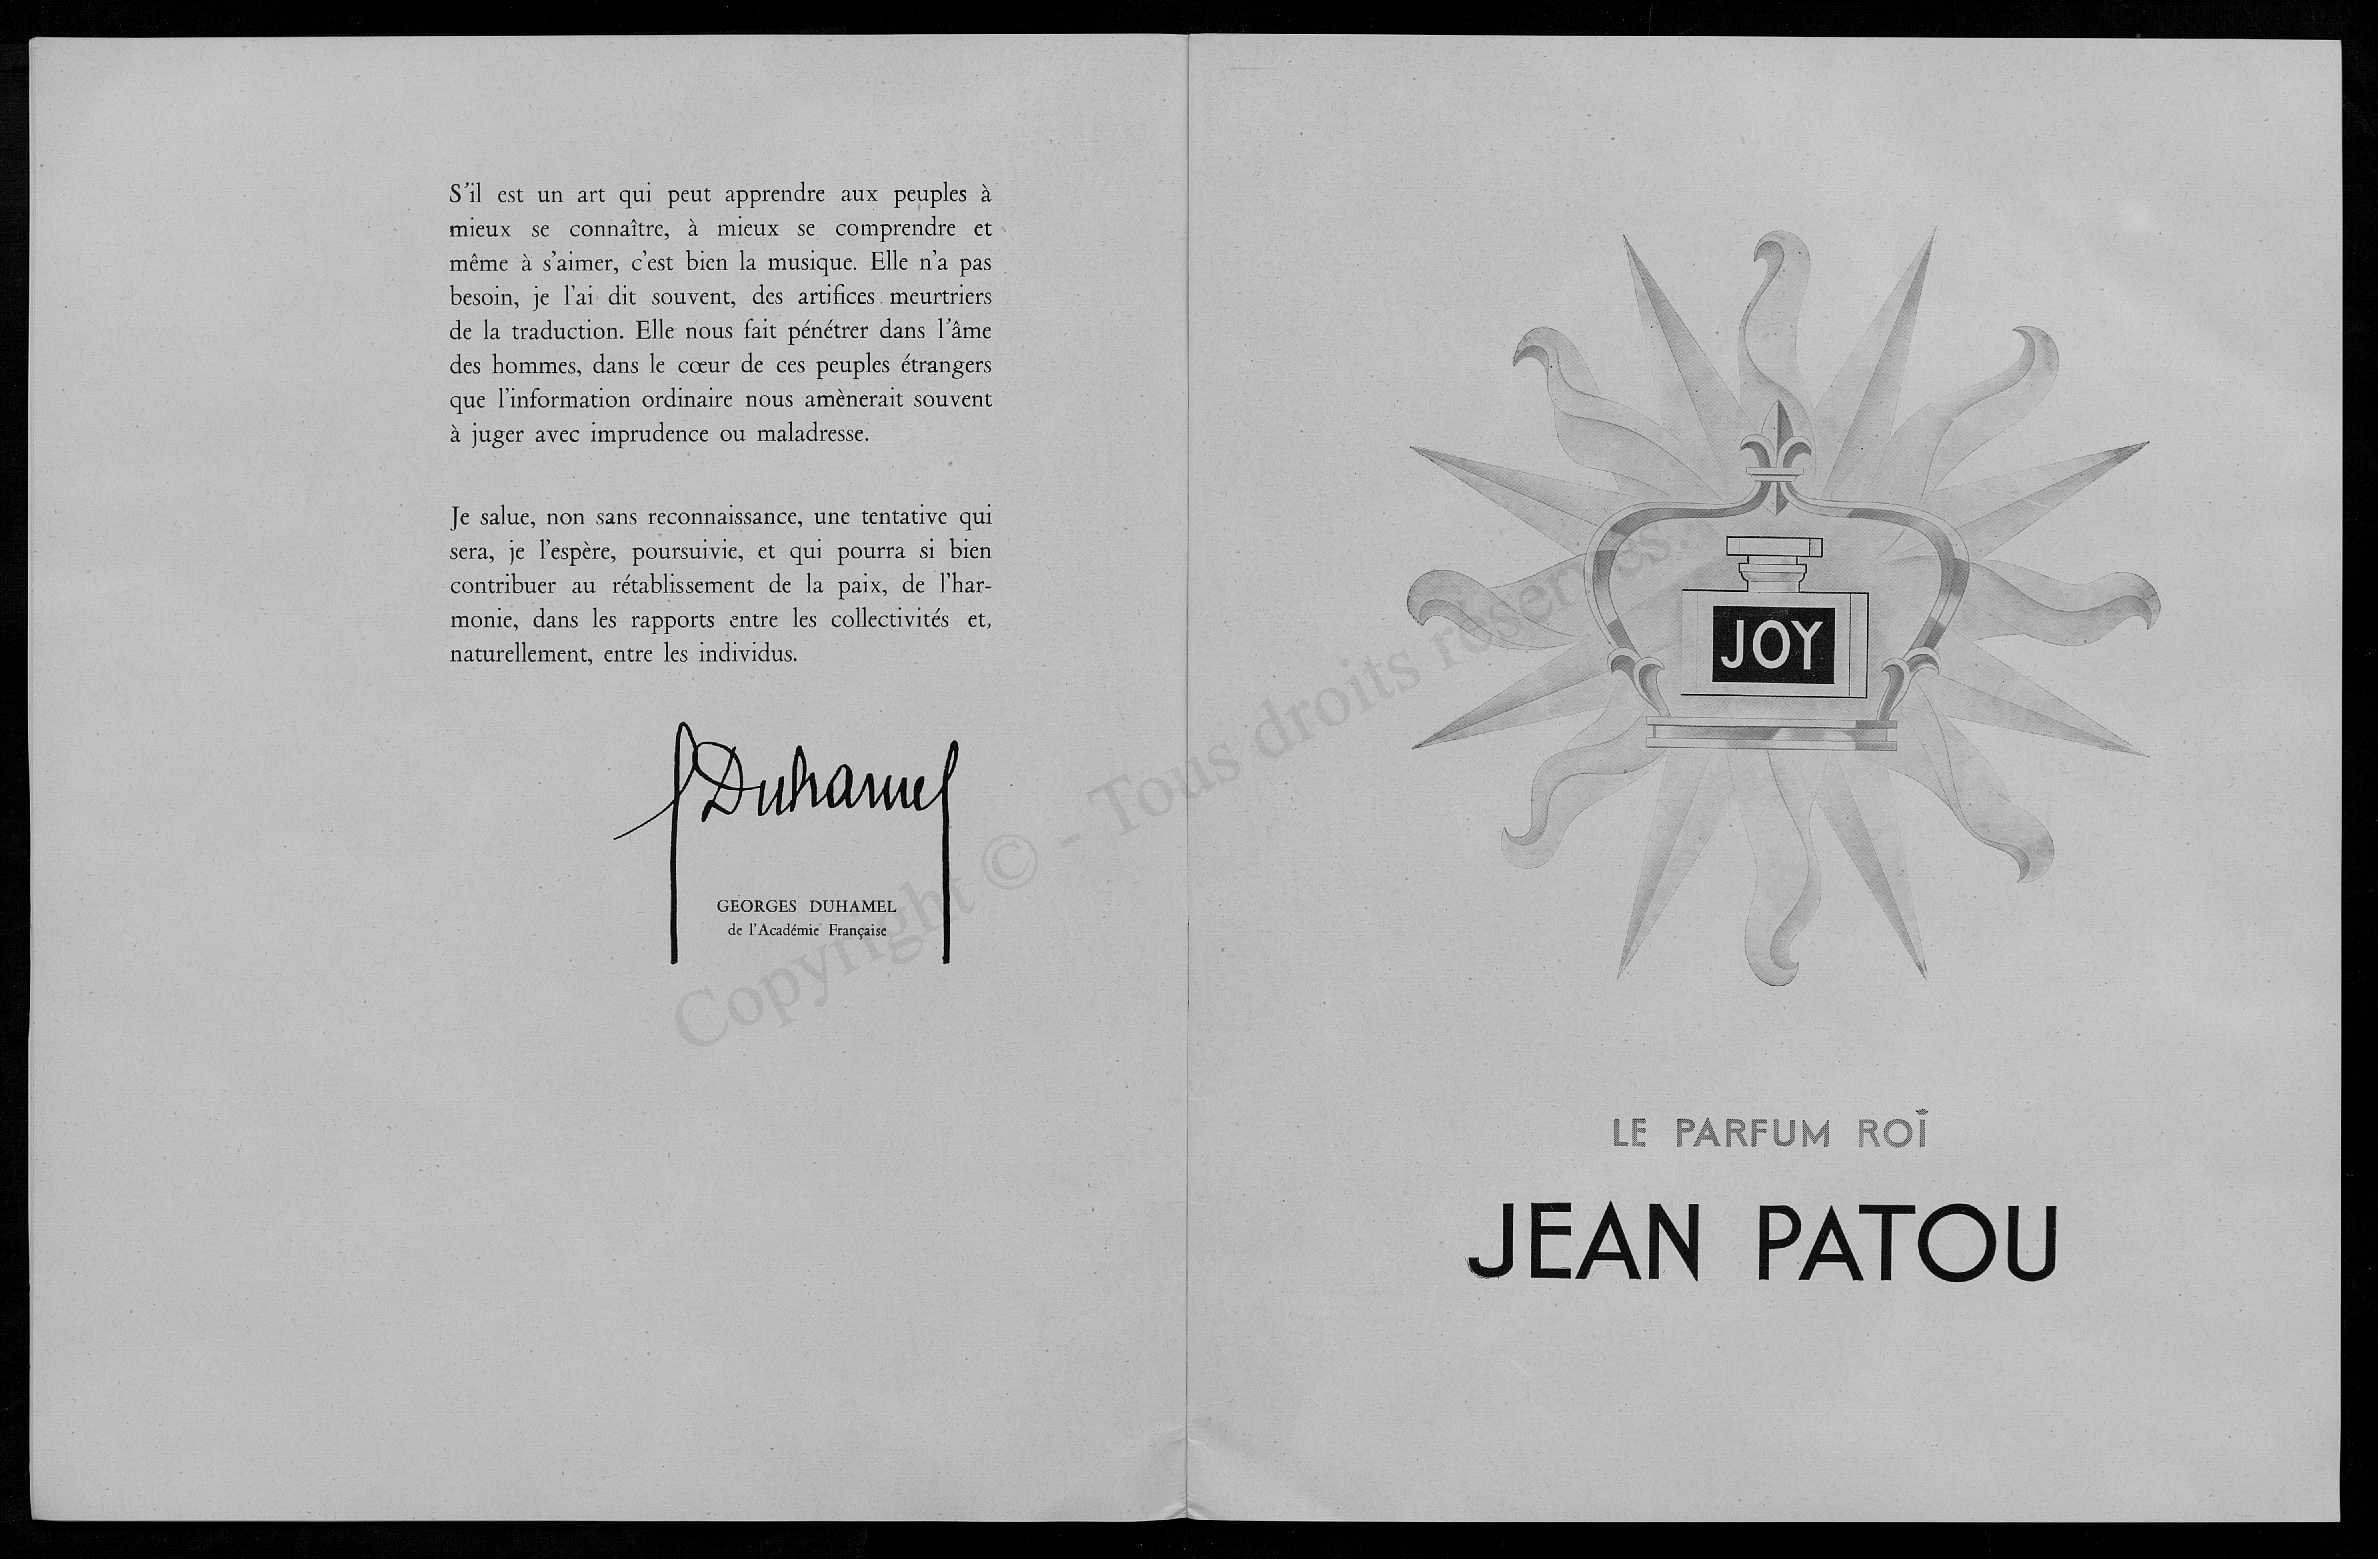 S'il est un art qui peut apprendre aux peuples à
mieux se connaître, à mieux se comprendre et
même à s'aimer, c'est bien la musique. Elle n'a pas
besoin, je l'ai dit souvent, des artifices meurtriers
de la traduction. Elle nous fait pénétrer dans l'âme
des hommes, dans le cœur de ces peuples étrangers
que l'information ordinaire nous amènerait souvent
à juger avec imprudence ou maladresse.
Je salue, non sans reconnaissance, une tentative qui
sera, je l'espère, poursuivie, et qui pourra si bien
contribuer au rétablissement de la paix, de l'har-
monie, dans les rapports entre les collectivités et,
naturellement, entre les individus.
G Duhamel
GEORGES DUHAMEL
de l'Académie Française
Copyright © - Tous droits réservés.
JOY
LE PARFUM ROÏ
JEAN PATOU